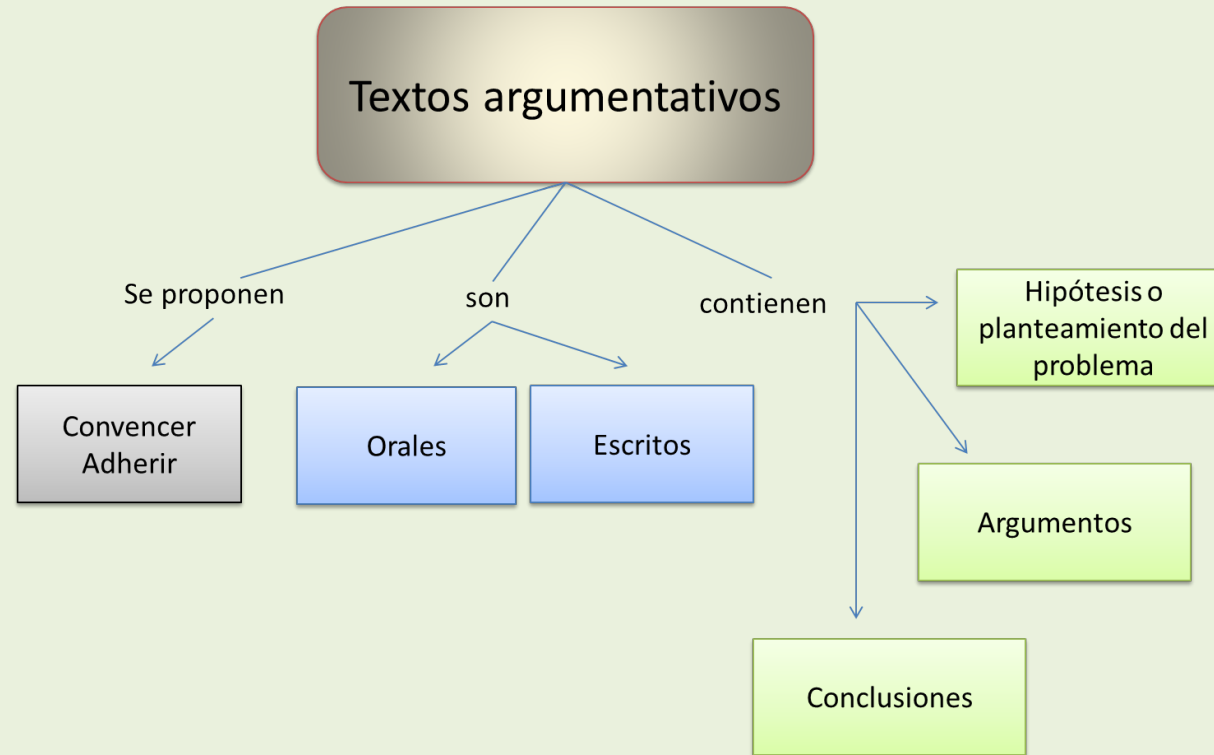 Textos argumentativos
Se proponen
son
contienen
Hipótesis o
planteamiento del
problema
Convencer
Adherir
Orales
Escritos
Argumentos
Conclusiones